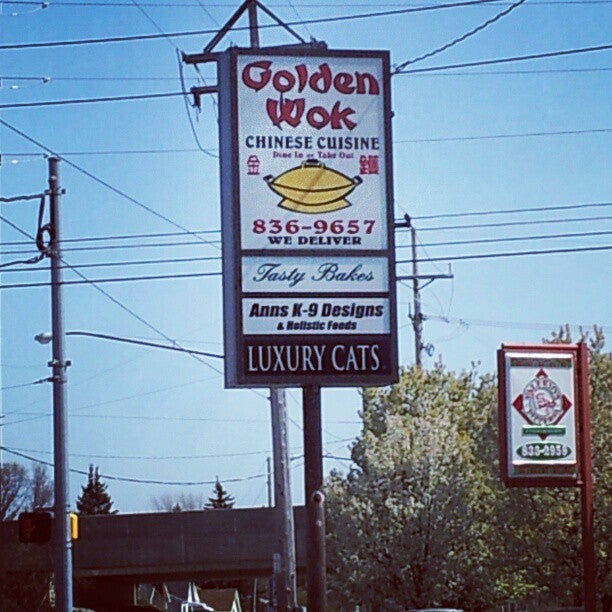 Golden
Wok
CHINESE CUISINE
Dine In or Take Out
836-9657
WE DELIVER
Tasty Bakes
Anns K-9 Designs
& Holistic Foods
LUXURY CATS